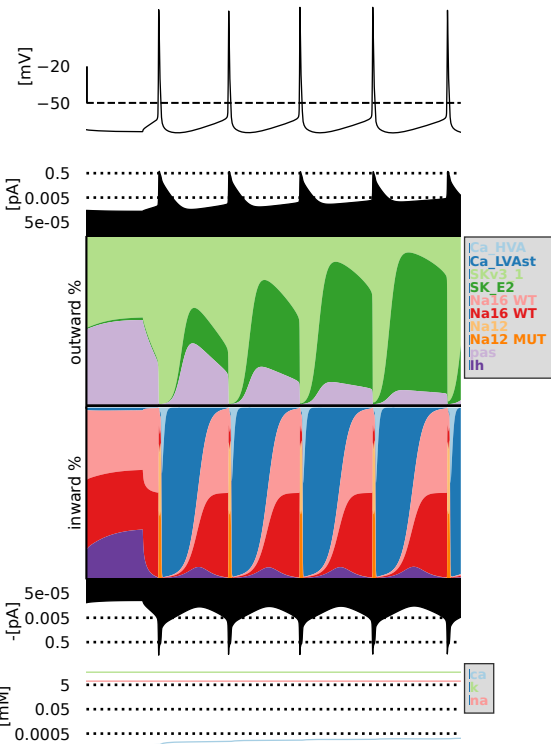 [mV]
−20
−50
[pA]
0.5
0.005
5e-05
outward %
Ca_HVA
Ca_LVAst
SKv3_1
SK_E2
Na16 WT
Na16 WT
Na12
Na12 MUT
pas
Ih
inward %
-[pA]
5e-05
0.005
0.5
[mM]
5
0.05
0.0005
ca
k
na